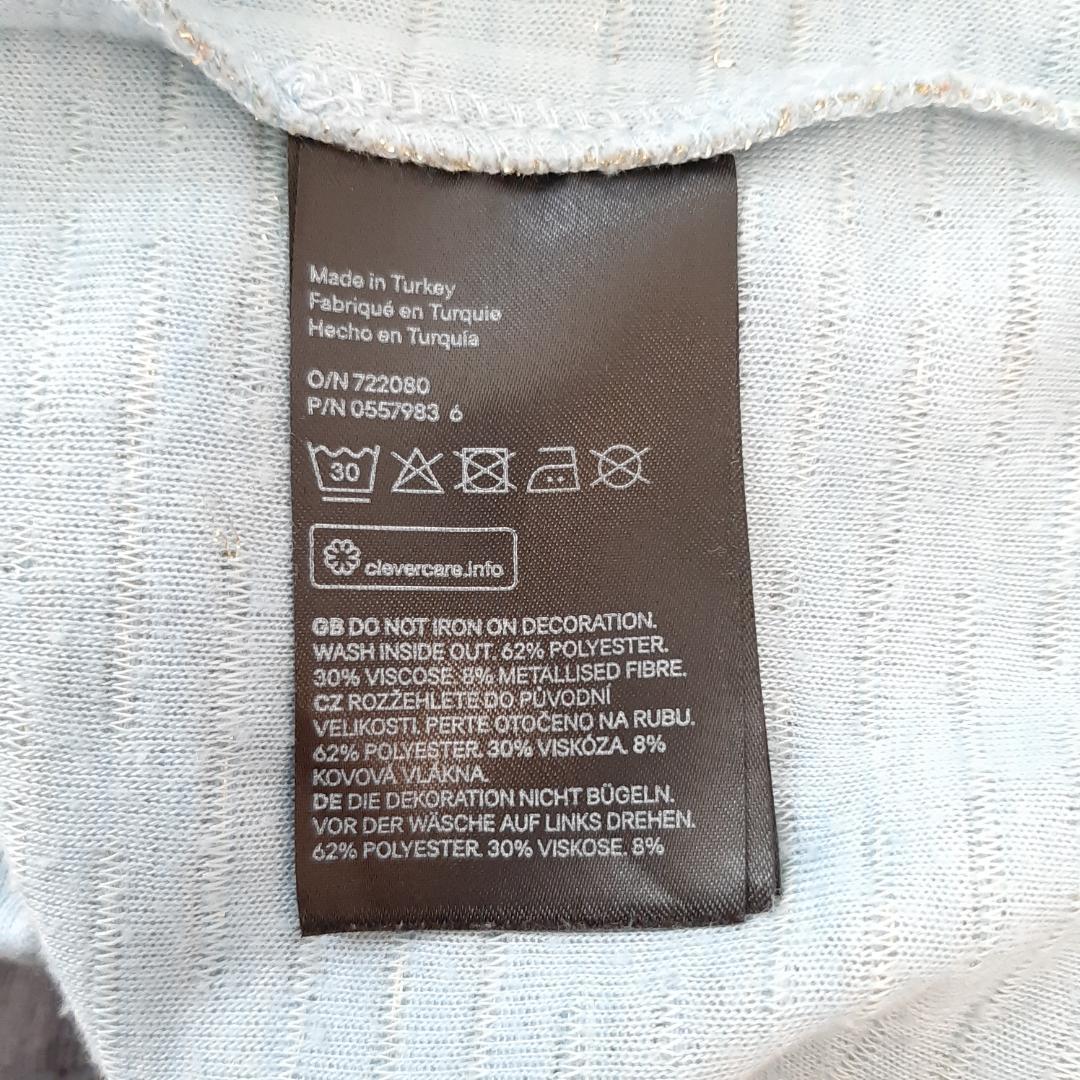 Made in Turkey
Fabriqué en Turquie
Hecho en Turquía
O/N 722080
P/N 0557983 6
30
clevercare.info
GB DO NOT IRON ON DECORATION.
WASH INSIDE OUT. 62% POLYESTER.
30% VISCOSE. 8% METALLISED FIBRE.
CZ ROZŽEHLETE DO PŮVODNÍ
VELIKOSTI. PERTE OTOČENO NA RUBU.
62% POLYESTER. 30% VISKÓZA. 8%
KOVOVÁ VLÁKNA.
DE DIE DEKORATION NICHT BÜGELN.
VOR DER WÄSCHE AUF LINKS DREHEN.
62% POLYESTER. 30% VISKOSE. 8%